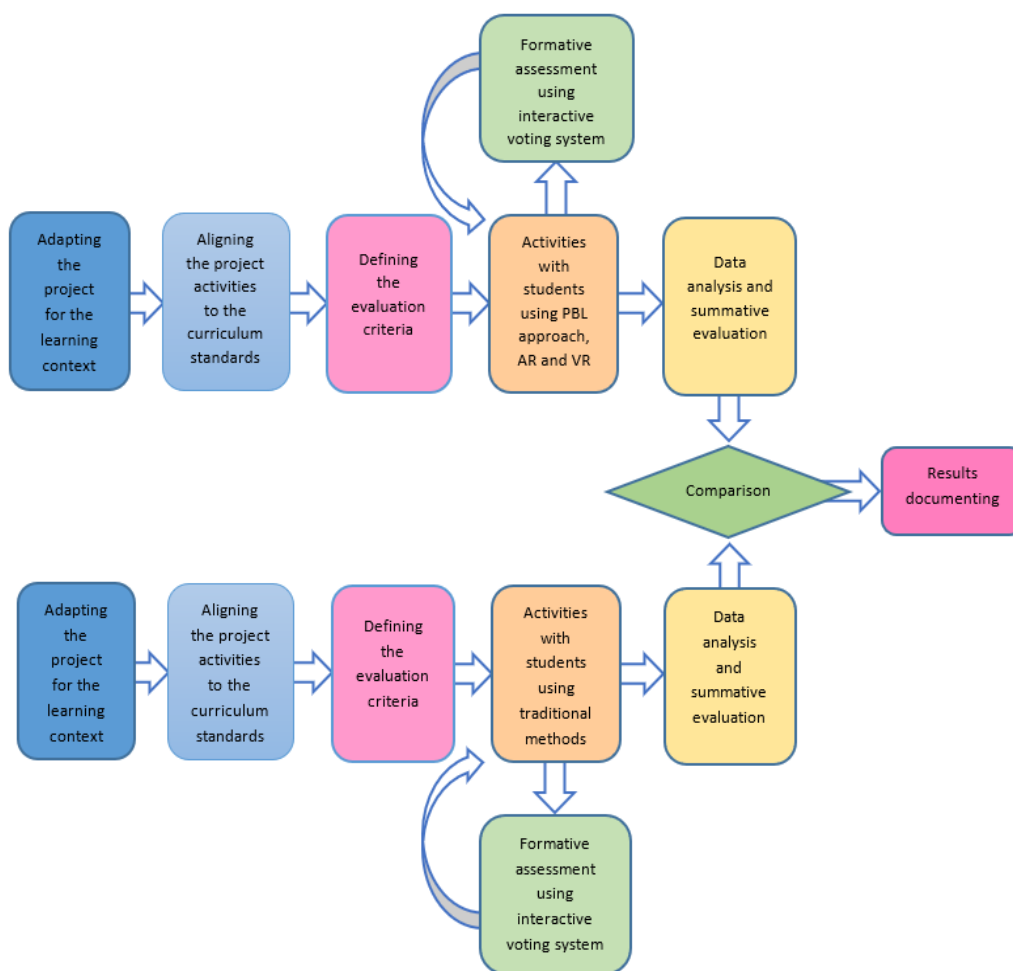 Formative
assessment
using
interactive
voting system
Adapting
the
project
for the
learning
context
Aligning
the project
activities
to the
curriculum
standards
Defining
the
evaluation
criteria
Activities
with
students
using PBL
approach,
AR and VR
Data
analysis and
summative
evaluation
Comparison
Results
documenting
Adapting
the
project
for the
learning
context
Aligning
the project
activities
to the
curriculum
standards
Defining
the
evaluation
criteria
Activities
with
students
using
traditional
methods
Data
analysis
and
summative
evaluation
Formative
assessment
using
interactive
voting system